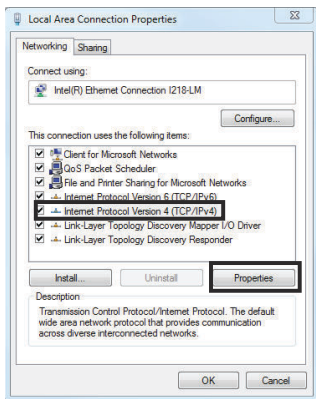 Local Area Connection Properties
Networking
Sharing
Connect using:
Intel(R) Ethernet Connection I218-LM
Configure...
This connection uses the following items:
Client for Microsoft Networks
QoS Packet Scheduler
File and Printer Sharing for Microsoft Networks
Internet Protocol Version 6 (TCP/IPv6)
Internet Protocol Version 4 (TCP/IPv4)
Link-Layer Topology Discovery Mapper I/O Driver
Link-Layer Topology Discovery Responder
Install...
Uninstall
Properties
Description
Transmission Control Protocol/Internet Protocol. The default
wide area network protocol that provides communication
across diverse interconnected networks.
OK
Cancel